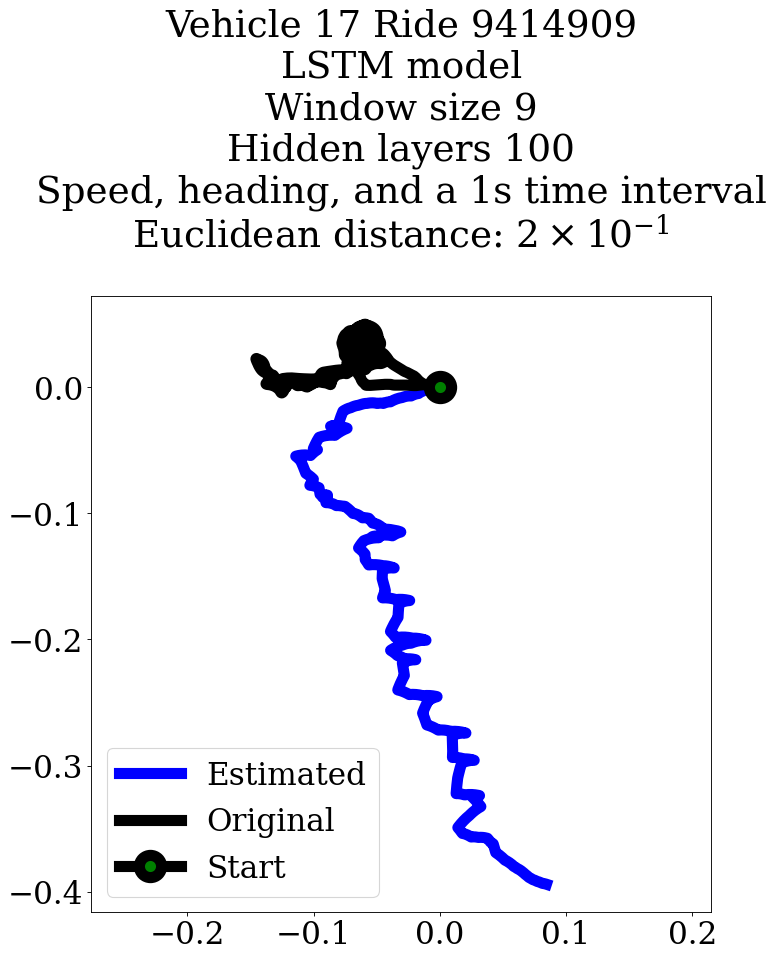 Vehicle 17 Ride 9414909
LSTM model
Window size 9
Hidden layers 100
Speed, heading, and a 1s time interval
Euclidean distance: 2 × 10⁻¹
0.0
−0.1
−0.2
−0.3
−0.4
Estimated
Original
Start
−0.2 −0.1 0.0 0.1 0.2